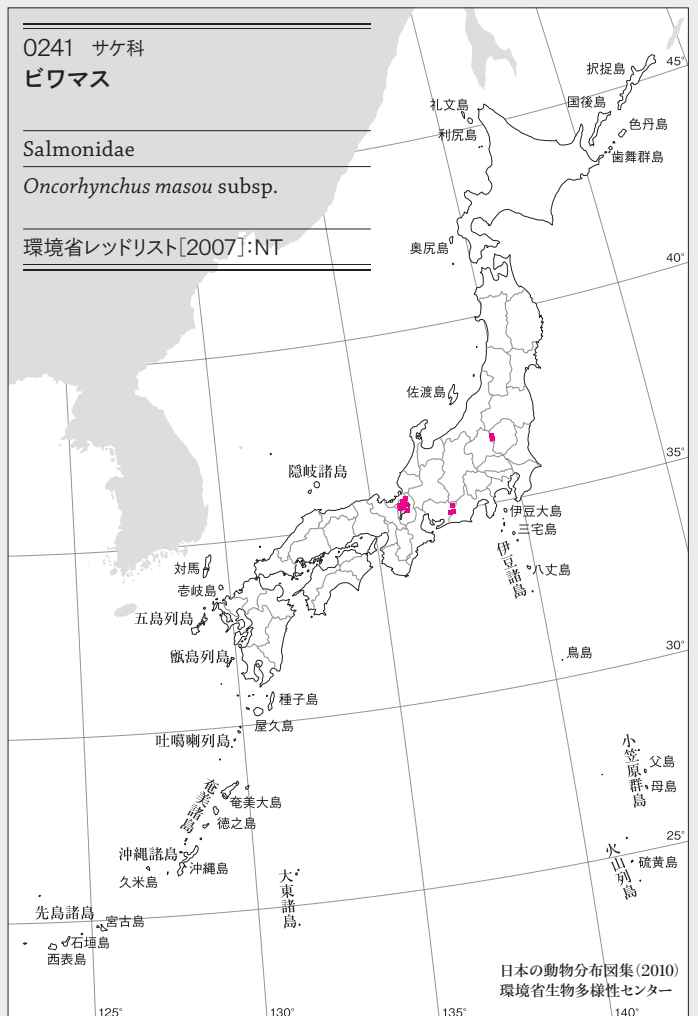 0241 サケ科
ビワマス
Salmonidae
Oncorhynchus masou subsp.
環境省レッドリスト[2007]:NT
45°
択捉島
礼文島
国後島
色丹島
利尻島
歯舞群島
奥尻島
40°
佐渡島
35°
隠岐諸島
伊豆大島
三宅島
伊豆諸島
八丈島
対馬
壱岐島
五島列島
甑島列島
鳥島
30°
種子島
屋久島
吐噶喇列島
小笠原群島
父島
母島
奄美諸島
奄美大島
徳之島
25°
沖縄諸島
沖縄島
久米島
火山列島
硫黄島
大東諸島
先島諸島
宮古島
石垣島
西表島
日本の動物分布図集(2010)
環境省生物多様性センター
125°
130°
135°
140°